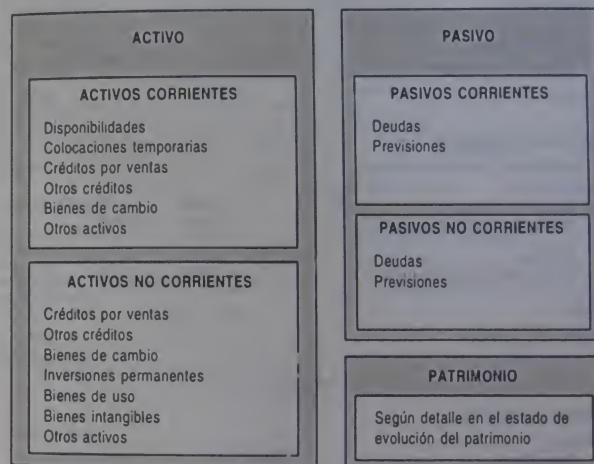 ACTIVO
ACTIVOS CORRIENTES
Disponibilidades
Colocaciones temporarias
Créditos por ventas
Otros créditos
Bienes de cambio
Otros activos
ACTIVOS NO CORRIENTES
Créditos por ventas
Otros créditos
Bienes de cambio
Inversiones permanentes
Bienes de uso
Bienes intangibles
Otros activos
PASIVO
PASIVOS CORRIENTES
Deudas
Previsiones
PASIVOS NO CORRIENTES
Deudas
Previsiones
PATRIMONIO
Según detalle en el estado de
evolución del patrimonio